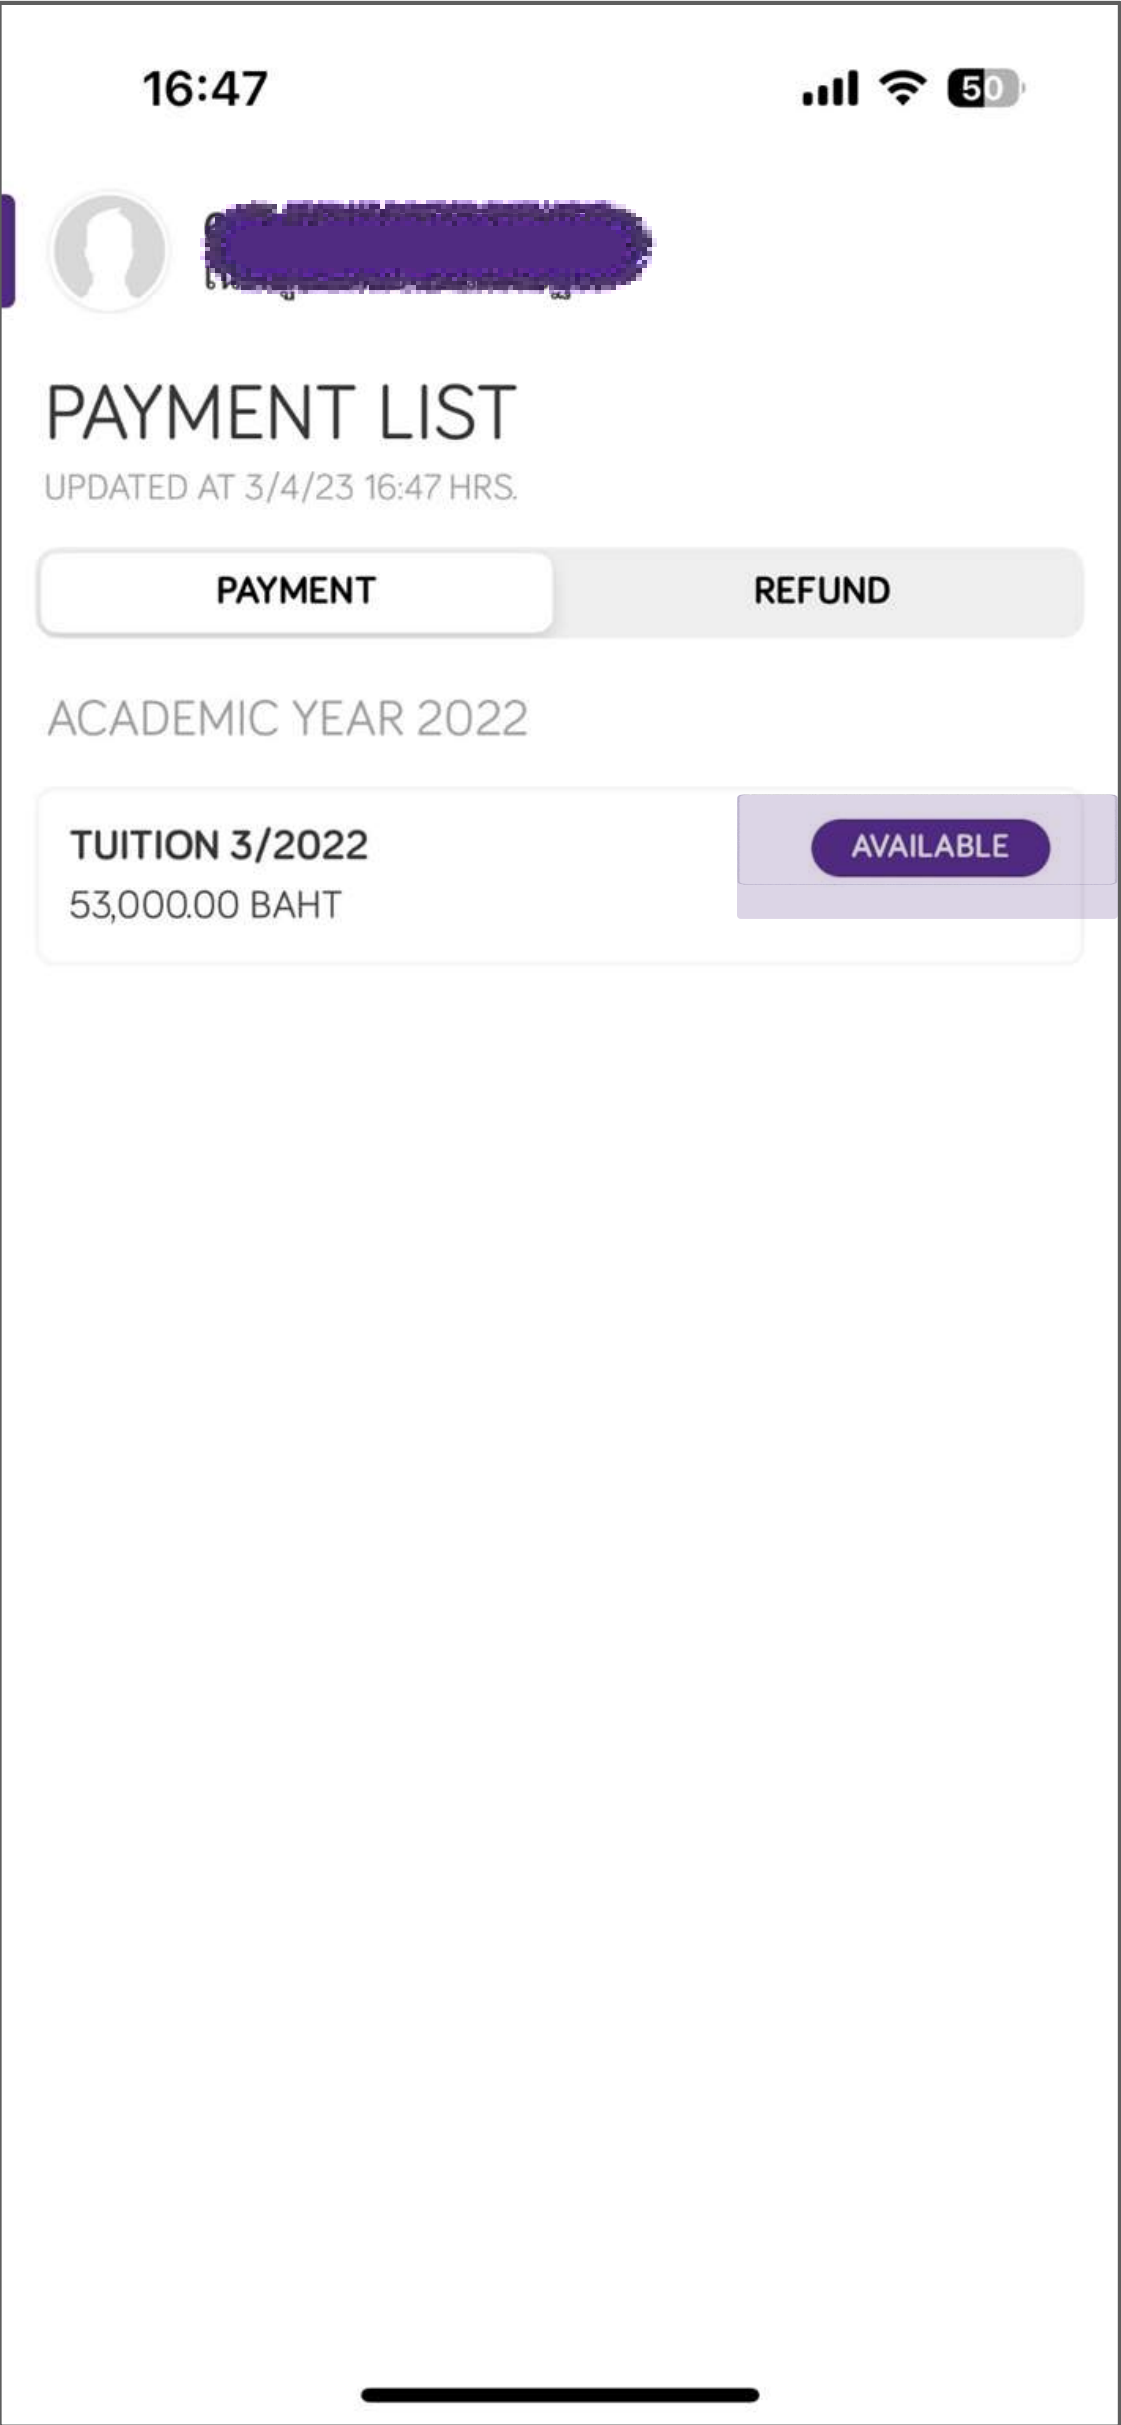 16:47
50
PAYMENT LIST
UPDATED AT 3/4/23 16:47 HRS.
PAYMENT
REFUND
ACADEMIC YEAR 2022
TUITION 3/2022
AVAILABLE
53,000.00 BAHT